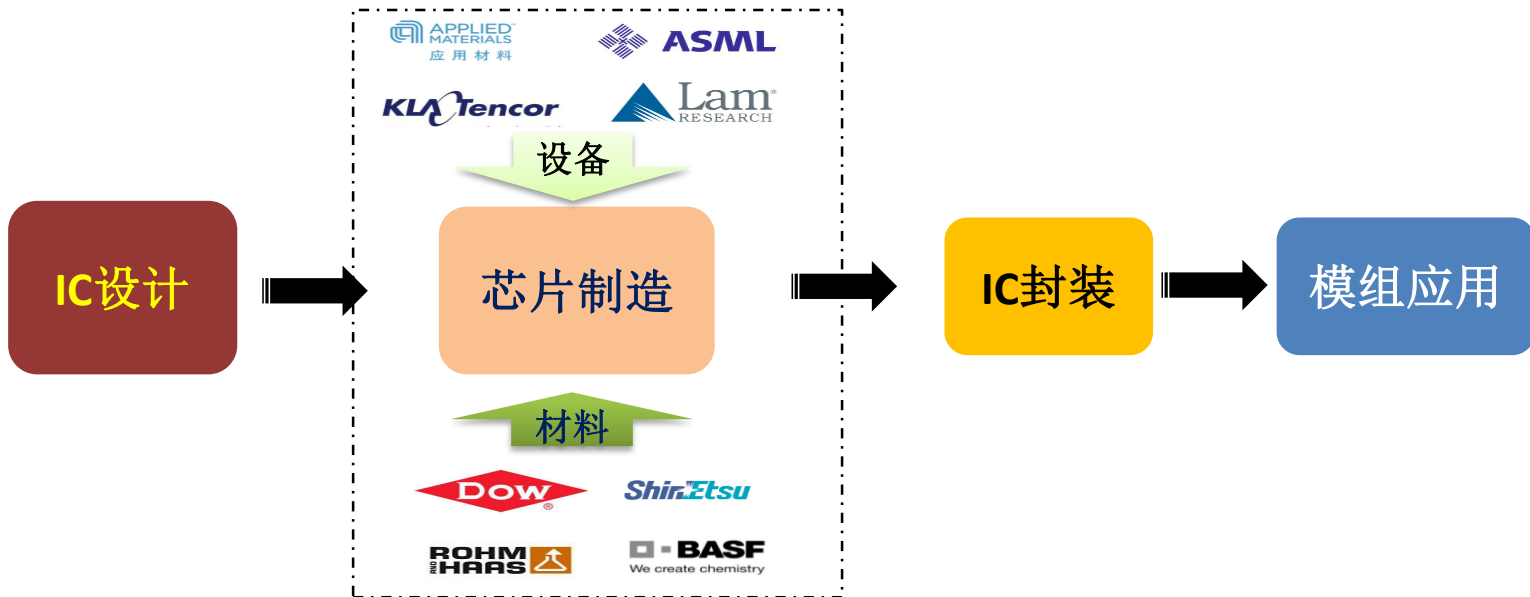 APPLIED
MATERIALS
应用材料
ASML
KLA Tencor
Lam
RESEARCH
设备
IC设计
芯片制造
IC封装
模组应用
材料
DOW
ShinEtsu
ROHM
AND
HAAS
BASF
We create chemistry